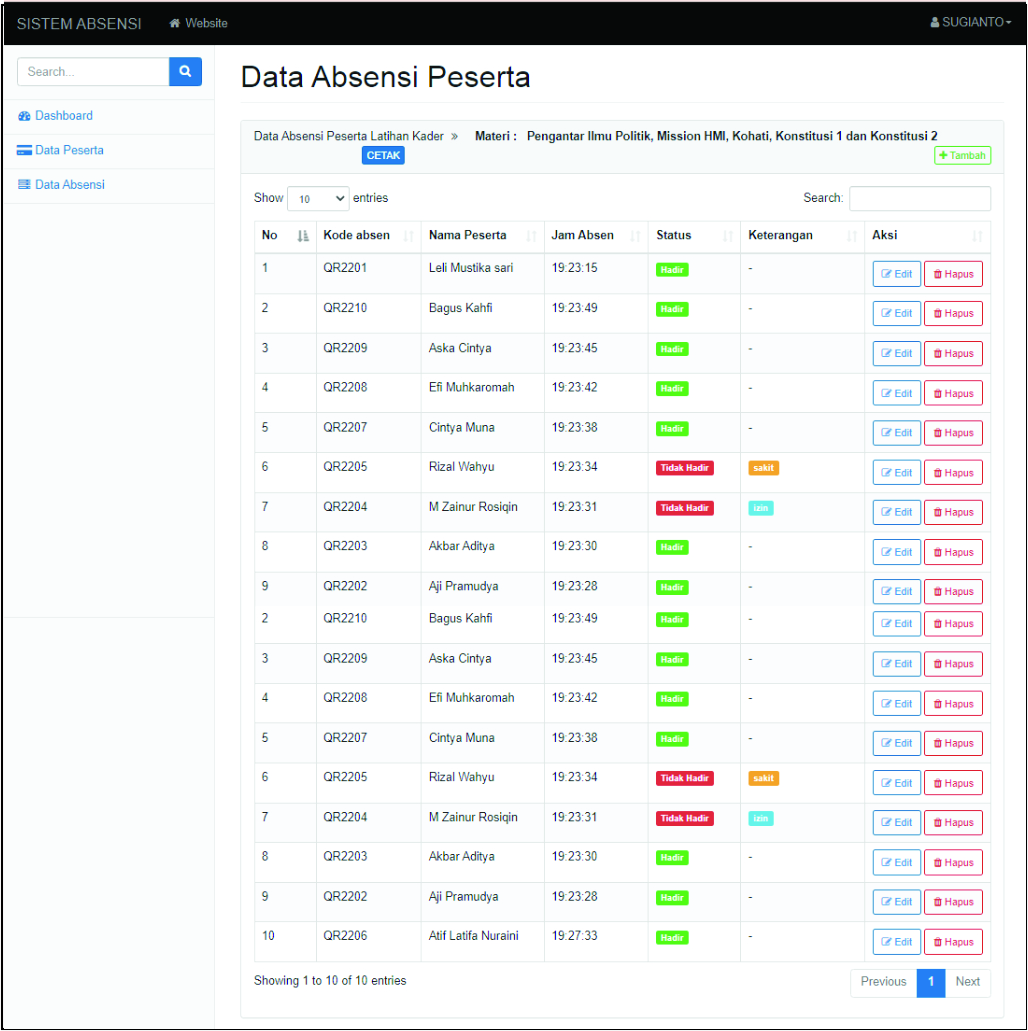 SISTEM ABSENSI Website SUGIANTO
Search...
Dashboard
Data Peserta
Data Absensi
Data Absensi Peserta
Data Absensi Peserta Latihan Kader » Materi : Pengantar Ilmu Politik, Mission HMI, Kohati, Konstitusi 1 dan Konstitusi 2
CETAK
+ Tambah
Show 10 entries Search:
No Kode absen Nama Peserta Jam Absen Status Keterangan Aksi
1 QR2201 Leli Mustika sari 19:23:15 Hadir - Edit Hapus
2 QR2210 Bagus Kahfi 19:23:49 Hadir - Edit Hapus
3 QR2209 Aska Cintya 19:23:45 Hadir - Edit Hapus
4 QR2208 Efi Muhkaromah 19:23:42 Hadir - Edit Hapus
5 QR2207 Cintya Muna 19:23:38 Hadir - Edit Hapus
6 QR2205 Rizal Wahyu 19:23:34 Tidak Hadir sakit Edit Hapus
7 QR2204 M Zainur Rosiqin 19:23:31 Tidak Hadir Izin Edit Hapus
8 QR2203 Akbar Aditya 19:23:30 Hadir - Edit Hapus
9 QR2202 Aji Pramudya 19:23:28 Hadir - Edit Hapus
2 QR2210 Bagus Kahfi 19:23:49 Hadir - Edit Hapus
3 QR2209 Aska Cintya 19:23:45 Hadir - Edit Hapus
4 QR2208 Efi Muhkaromah 19:23:42 Hadir - Edit Hapus
5 QR2207 Cintya Muna 19:23:38 Hadir - Edit Hapus
6 QR2205 Rizal Wahyu 19:23:34 Tidak Hadir sakit Edit Hapus
7 QR2204 M Zainur Rosiqin 19:23:31 Tidak Hadir Izin Edit Hapus
8 QR2203 Akbar Aditya 19:23:30 Hadir - Edit Hapus
9 QR2202 Aji Pramudya 19:23:28 Hadir - Edit Hapus
10 QR2206 Atif Latifa Nuraini 19:27:33 Hadir - Edit Hapus
Showing 1 to 10 of 10 entries Previous 1 Next